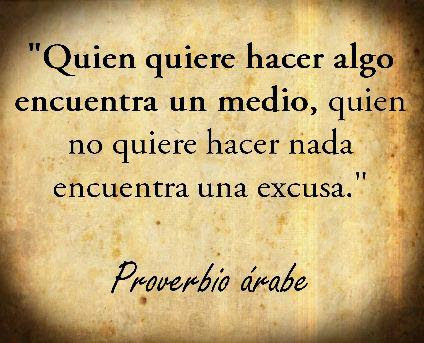 "Quien quiere hacer algo
encuentra un medio, quien
no quiere hacer nada
encuentra una excusa."
Proverbio árabe